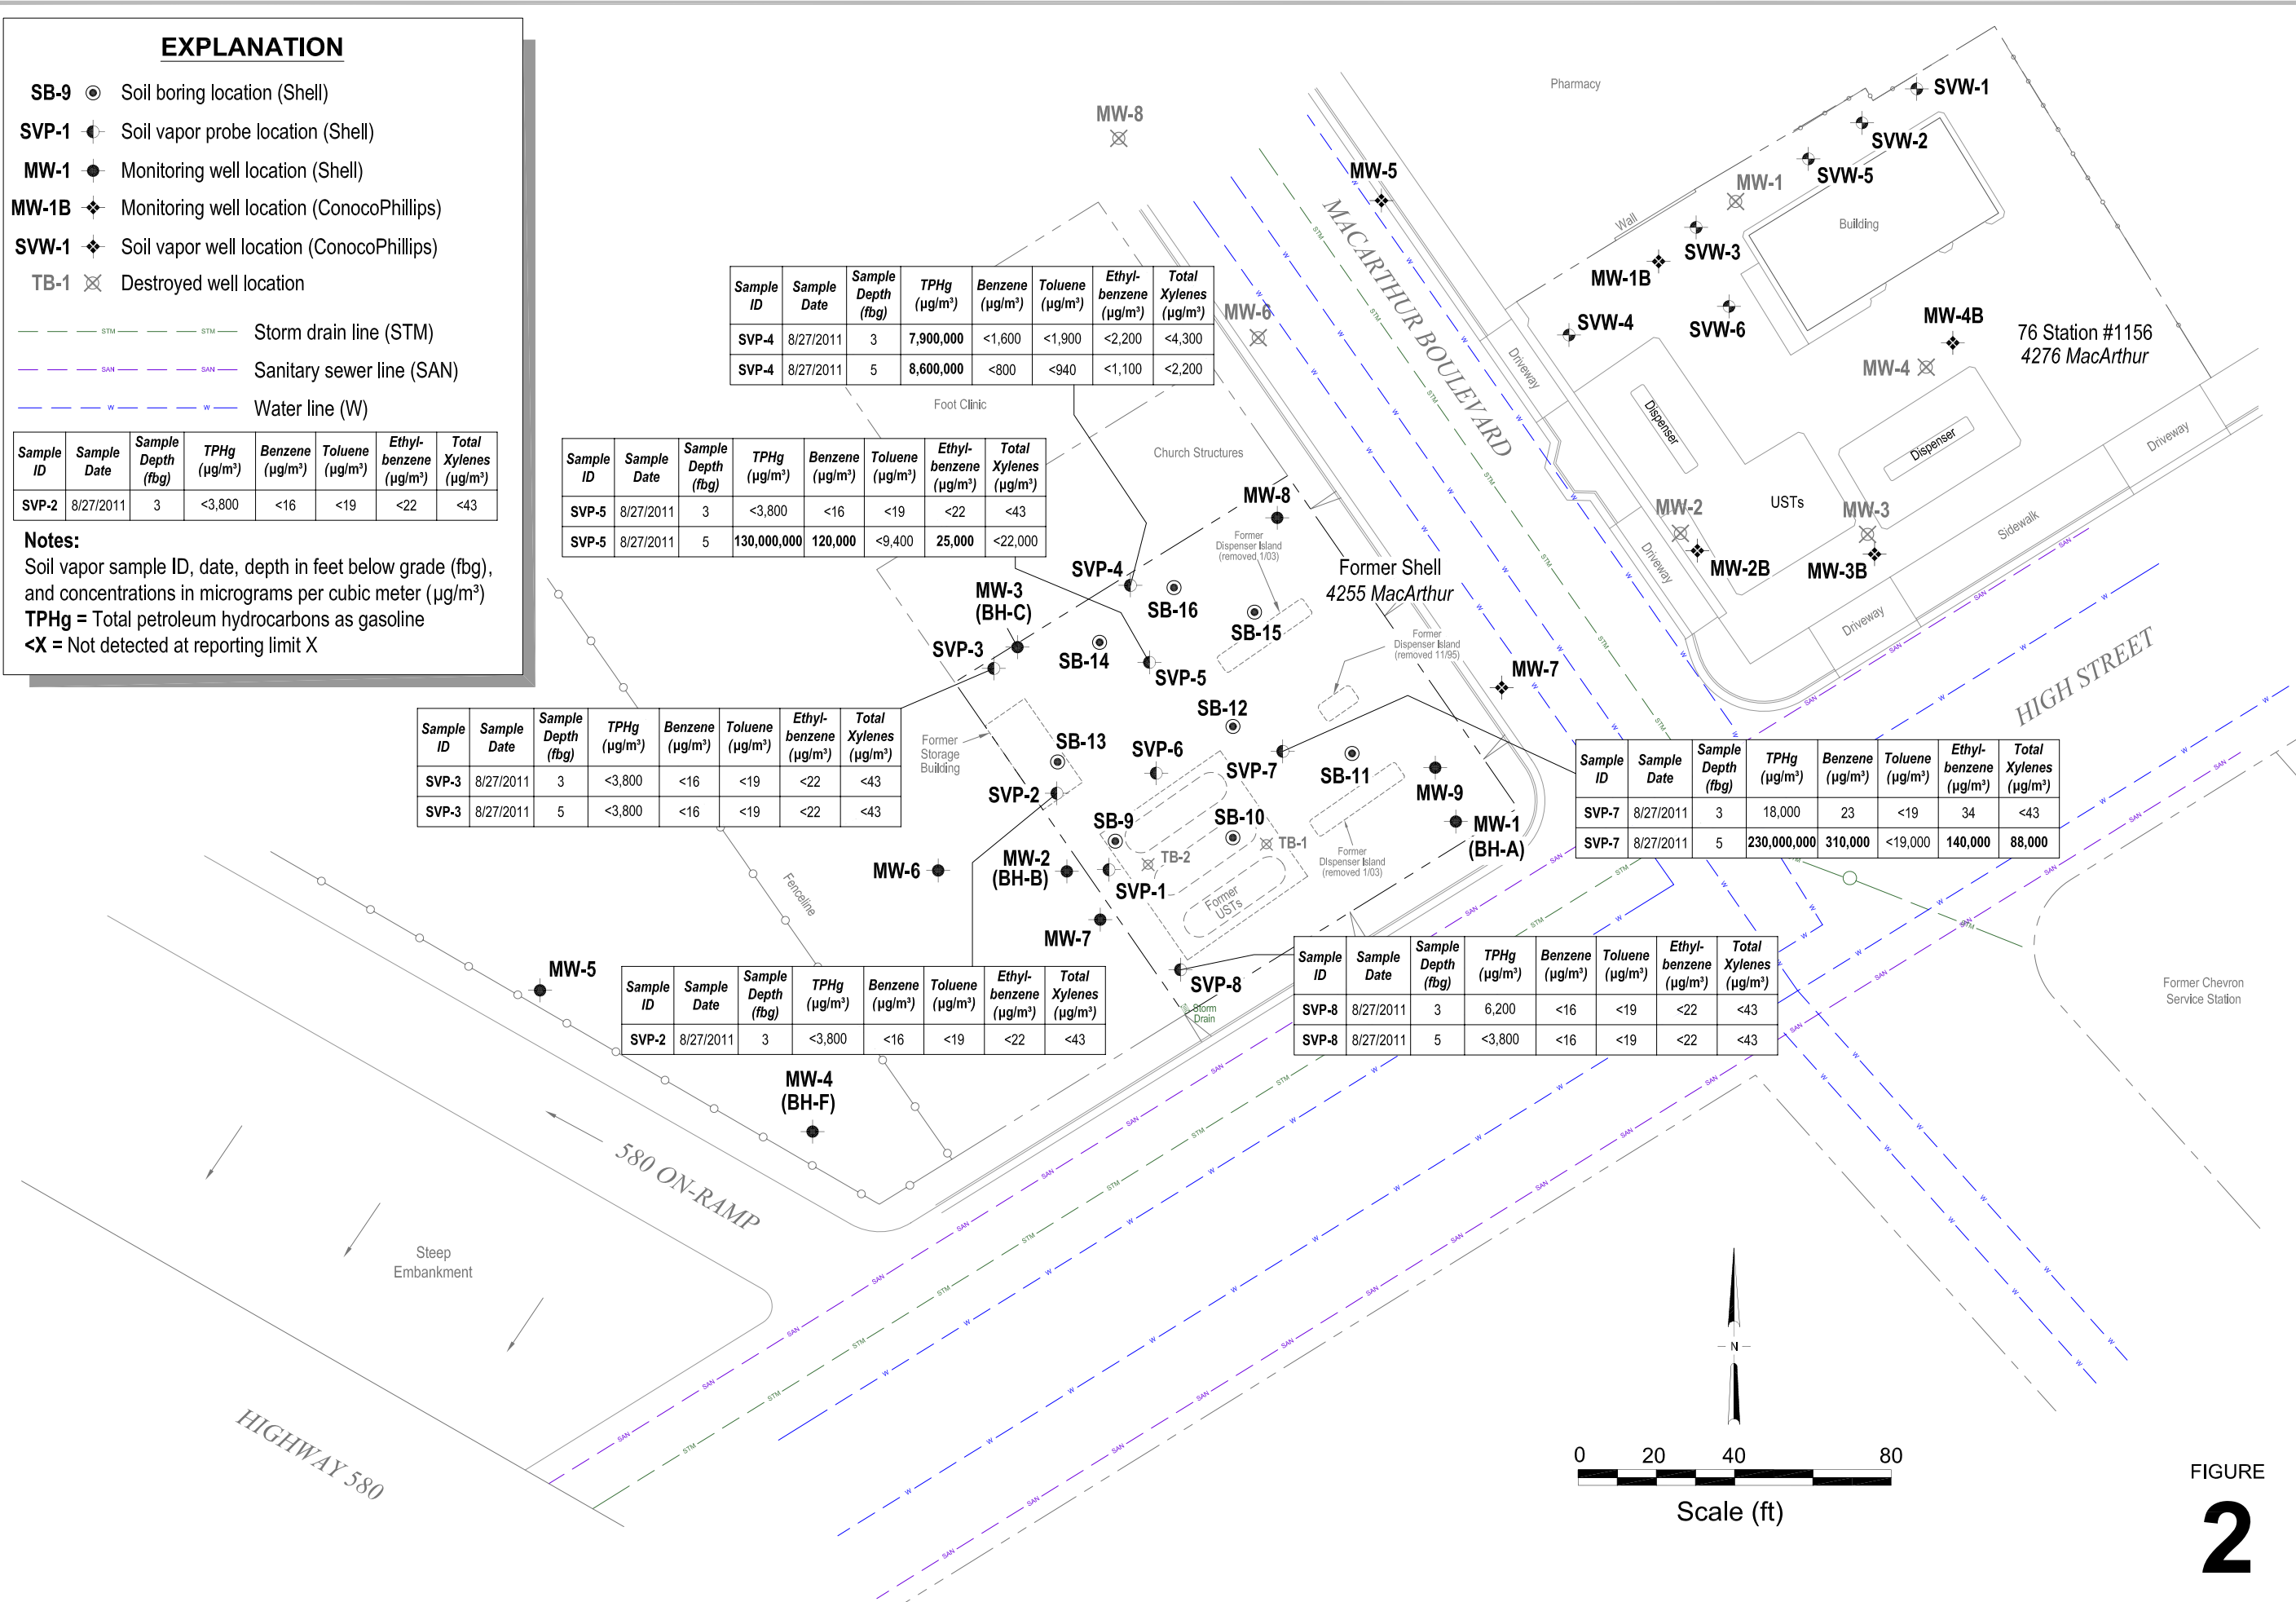 EXPLANATION
SB-9 Soil boring location (Shell)
SVP-1 Soil vapor probe location (Shell)
MW-1 Monitoring well location (Shell)
MW-1B Monitoring well location (ConocoPhillips)
SVW-1 Soil vapor well location (ConocoPhillips)
TB-1 Destroyed well location
STM STM Storm drain line (STM)
SAN SAN Sanitary sewer line (SAN)
W W Water line (W)
Sample ID Sample Date Sample Depth (fbg) TPHg (µg/m³) Benzene (µg/m³) Toluene (µg/m³) Ethyl-benzene (µg/m³) Total Xylenes (µg/m³)
SVP-2 8/27/2011 3 <3,800 <16 <19 <22 <43
Notes:
Soil vapor sample ID, date, depth in feet below grade (fbg),
and concentrations in micrograms per cubic meter (µg/m³)
TPHg = Total petroleum hydrocarbons as gasoline
<X = Not detected at reporting limit X
Pharmacy
MW-8
MW-5
SVW-1
SVW-2
SVW-5
MW-1
Wall
Building
SVW-3
MW-1B
SVW-6
SVW-4
MW-4B
MW-4
76 Station #1156
4276 MacArthur
MACARTHUR BOULEVARD
Driveway
Dispenser
Dispenser
USTs
Driveway
Sidewalk
MW-2
MW-3
MW-2B
MW-3B
Driveway
Driveway
HIGH STREET
MW-6
Sample ID Sample Date Sample Depth (fbg) TPHg (µg/m³) Benzene (µg/m³) Toluene (µg/m³) Ethyl-benzene (µg/m³) Total Xylenes (µg/m³)
SVP-4 8/27/2011 3 7,900,000 <1,600 <1,900 <2,200 <4,300
SVP-4 8/27/2011 5 8,600,000 <800 <940 <1,100 <2,200
Foot Clinic
Church Structures
Sample ID Sample Date Sample Depth (fbg) TPHg (µg/m³) Benzene (µg/m³) Toluene (µg/m³) Ethyl-benzene (µg/m³) Total Xylenes (µg/m³)
SVP-5 8/27/2011 3 <3,800 <16 <19 <22 <43
SVP-5 8/27/2011 5 130,000,000 120,000 <9,400 25,000 <22,000
MW-8
Former
Dispenser Island
(removed 1/03)
Former Shell
4255 MacArthur
SVP-4
SB-16
SB-15
MW-3
(BH-C)
SVP-3
SB-14
SVP-5
Former
Dispenser Island
(removed 11/95)
MW-7
SB-12
Former
Storage
Building
SB-13
SVP-6
SVP-7
SB-11
MW-9
SVP-2
SB-9
SB-10
MW-1
(BH-A)
TB-2
TB-1
Former
Dispenser Island
(removed 1/03)
MW-6
MW-2
(BH-B)
SVP-1
Former
USTs
MW-7
SVP-8
Storm
Drain
Sample ID Sample Date Sample Depth (fbg) TPHg (µg/m³) Benzene (µg/m³) Toluene (µg/m³) Ethyl-benzene (µg/m³) Total Xylenes (µg/m³)
SVP-3 8/27/2011 3 <3,800 <16 <19 <22 <43
SVP-3 8/27/2011 5 <3,800 <16 <19 <22 <43
Sample ID Sample Date Sample Depth (fbg) TPHg (µg/m³) Benzene (µg/m³) Toluene (µg/m³) Ethyl-benzene (µg/m³) Total Xylenes (µg/m³)
SVP-7 8/27/2011 3 18,000 23 <19 34 <43
SVP-7 8/27/2011 5 230,000,000 310,000 <19,000 140,000 88,000
Fenceline
MW-5
Sample ID Sample Date Sample Depth (fbg) TPHg (µg/m³) Benzene (µg/m³) Toluene (µg/m³) Ethyl-benzene (µg/m³) Total Xylenes (µg/m³)
SVP-2 8/27/2011 3 <3,800 <16 <19 <22 <43
Sample ID Sample Date Sample Depth (fbg) TPHg (µg/m³) Benzene (µg/m³) Toluene (µg/m³) Ethyl-benzene (µg/m³) Total Xylenes (µg/m³)
SVP-8 8/27/2011 3 6,200 <16 <19 <22 <43
SVP-8 8/27/2011 5 <3,800 <16 <19 <22 <43
Former Chevron
Service Station
MW-4
(BH-F)
580 ON-RAMP
Steep
Embankment
HIGHWAY 580
N
0 20 40 80
Scale (ft)
FIGURE
2